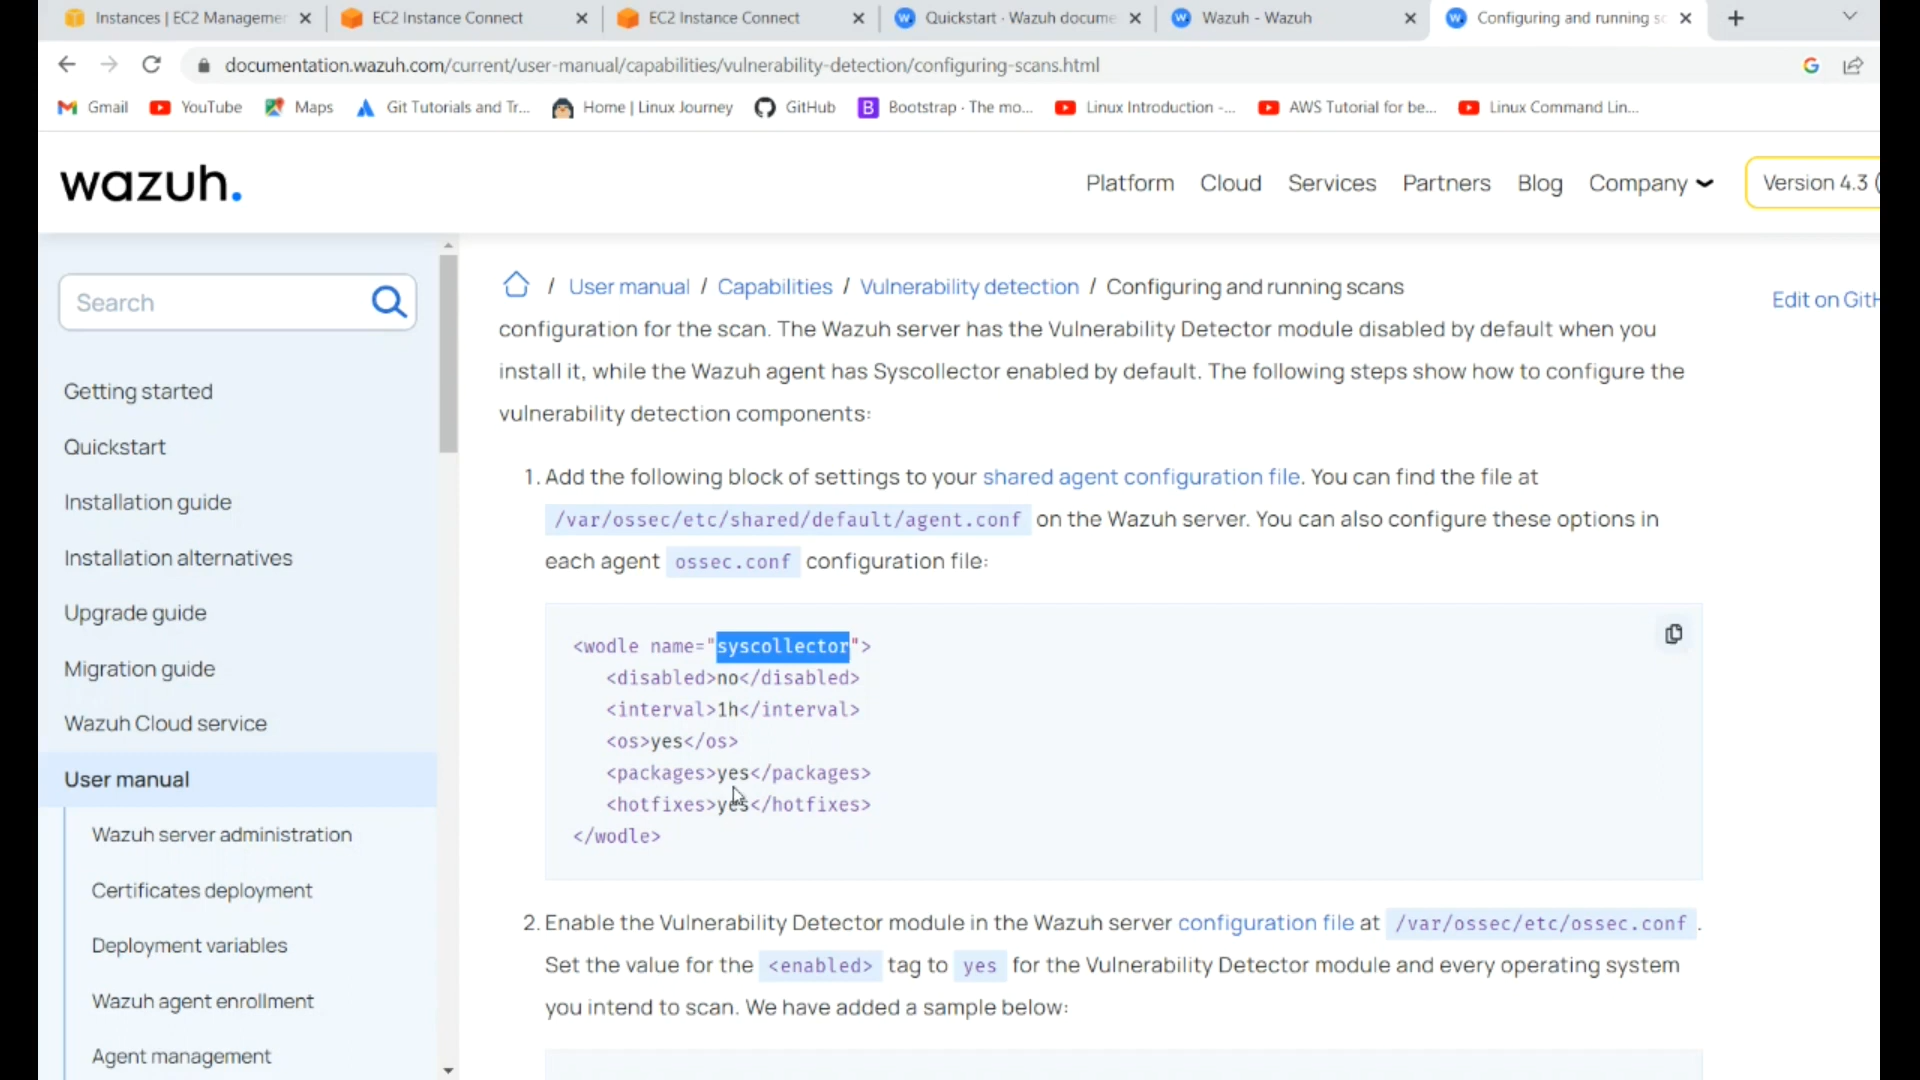 Instances | EC2 Managemer
EC2 Instance Connect
EC2 Instance Connect
Quickstart · Wazuh docume
Wazuh - Wazuh
Configuring and running sc
documentation.wazuh.com/current/user-manual/capabilities/vulnerability-detection/configuring-scans.html
Gmail
YouTube
Maps
Git Tutorials and Tr...
Home | Linux Journey
GitHub
Bootstrap · The mo...
Linux Introduction -...
AWS Tutorial for be...
Linux Command Lin...
wazuh.
Platform
Cloud
Services
Partners
Blog
Company
Version 4.3 (
Search
Getting started
Quickstart
Installation guide
Installation alternatives
Upgrade guide
Migration guide
Wazuh Cloud service
User manual
Wazuh server administration
Certificates deployment
Deployment variables
Wazuh agent enrollment
Agent management
/ User manual / Capabilities / Vulnerability detection / Configuring and running scans
Edit on GitH
configuration for the scan. The Wazuh server has the Vulnerability Detector module disabled by default when you
install it, while the Wazuh agent has Syscollector enabled by default. The following steps show how to configure the
vulnerability detection components:
1. Add the following block of settings to your shared agent configuration file. You can find the file at
/var/ossec/etc/shared/default/agent.conf on the Wazuh server. You can also configure these options in
each agent ossec.conf configuration file:
<wodle name="syscollector">
<disabled>no</disabled>
<interval>1h</interval>
<os>yes</os>
<packages>yes</packages>
<hotfixes>yes</hotfixes>
</wodle>
2. Enable the Vulnerability Detector module in the Wazuh server configuration file at /var/ossec/etc/ossec.conf .
Set the value for the <enabled> tag to yes for the Vulnerability Detector module and every operating system
you intend to scan. We have added a sample below: